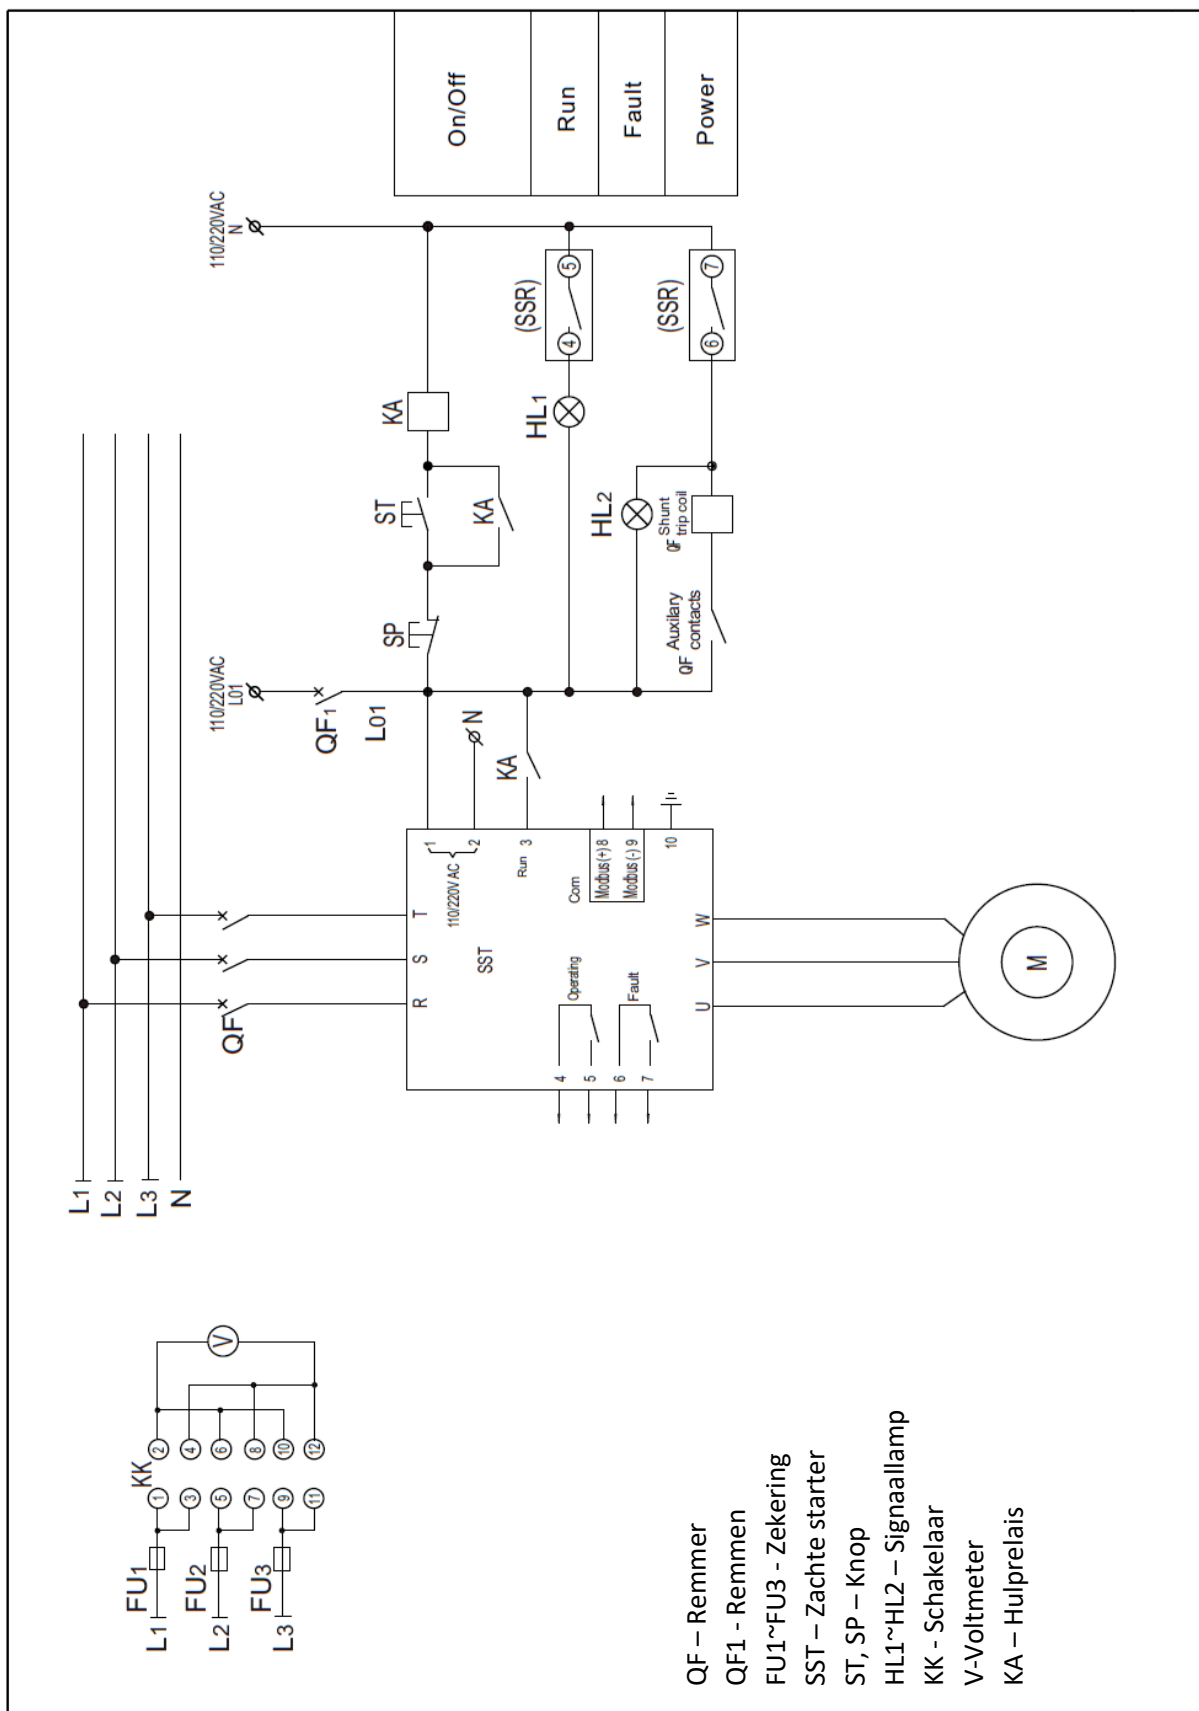 L1
L2
L3
FU1
FU2
FU3
KK
1
3
5
7
9
11
2
4
6
8
10
12
V
L1
L2
L3
N
QF
R
S
T
SST
110/220V AC
1
2
Run 3
Com
Modbus(+) 8
Modbus(-) 9
10
Operating
Fault
4
5
6
7
U
V
W
M
110/220VAC
L01
QF1
L01
N
KA
SP
ST
KA
KA
110/220VAC
N
HL1
(SSR)
4
5
HL2
QF Auxilary
contacts
QF Shunt
trip coil
(SSR)
6
7
On/Off
Run
Fault
Power
QF – Remmer
QF1 - Remmen
FU1~FU3 - Zekering
SST – Zachte starter
ST, SP – Knop
HL1~HL2 – Signaallamp
KK - Schakelaar
V-Voltmeter
KA – Hulprelais